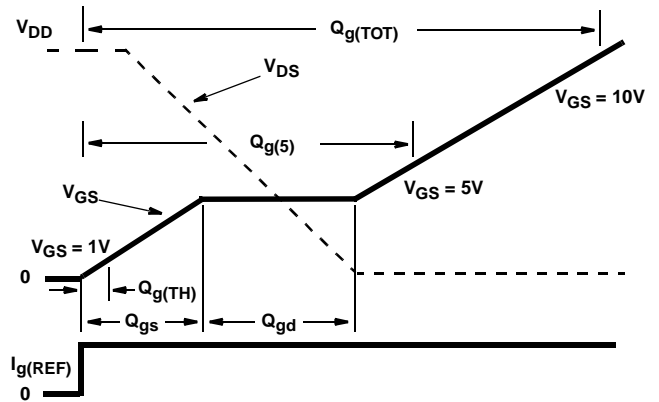 V_DD
Q_g(TOT)
V_DS
V_GS = 10V
Q_g(5)
V_GS
V_GS = 5V
V_GS = 1V
0
Q_g(TH)
Q_gs
Q_gd
I_g(REF)
0